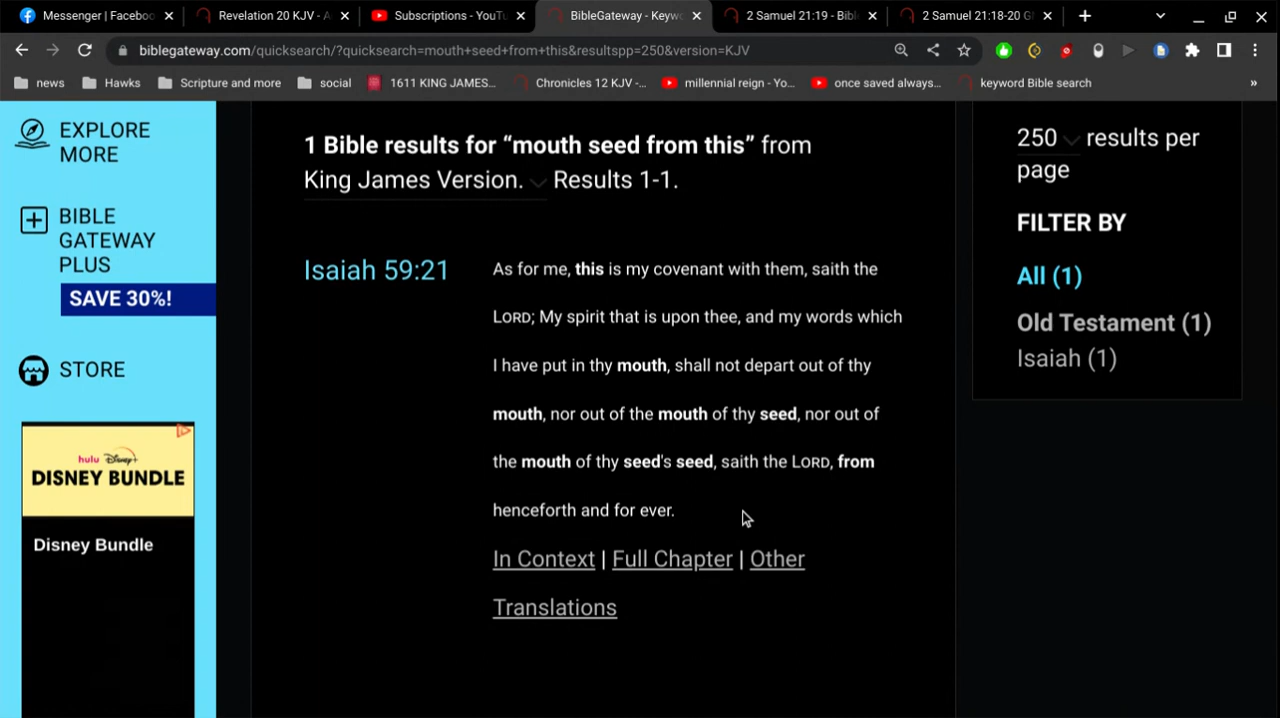 Messenger | Faceboo
Revelation 20 KJV - A
Subscriptions - YouTu
BibleGateway - Keywo
2 Samuel 21:19 - Bibl
2 Samuel 21:18-20 G
biblegateway.com/quicksearch/?quicksearch=mouth+seed+from+this&resultspp=250&version=KJV
news
Hawks
Scripture and more
social
1611 KING JAMES...
Chronicles 12 KJV -...
millennial reign - Yo...
once saved always...
keyword Bible search
»
EXPLORE
MORE
BIBLE
GATEWAY
PLUS
SAVE 30%!
STORE
hulu Disney+
DISNEY BUNDLE
Disney Bundle
1 Bible results for “mouth seed from this” from
King James Version. Results 1-1.
Isaiah 59:21
As for me, this is my covenant with them, saith the
LORD; My spirit that is upon thee, and my words which
I have put in thy mouth, shall not depart out of thy
mouth, nor out of the mouth of thy seed, nor out of
the mouth of thy seed's seed, saith the LORD, from
henceforth and for ever.
In Context | Full Chapter | Other
Translations
250 results per
page
FILTER BY
All (1)
Old Testament (1)
Isaiah (1)